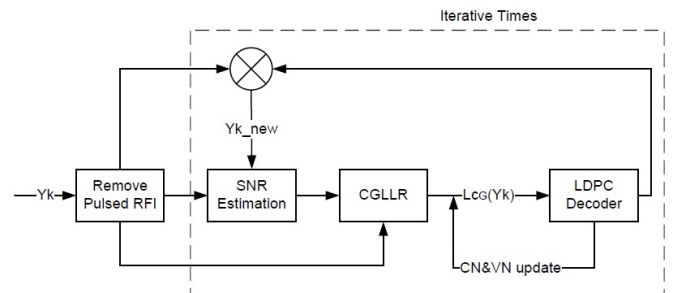 Iterative Times
Yk_new
Yk
Remove
Pulsed RFI
SNR
Estimation
CGLLR
LcG(Yk)
LDPC
Decoder
CN&VN update